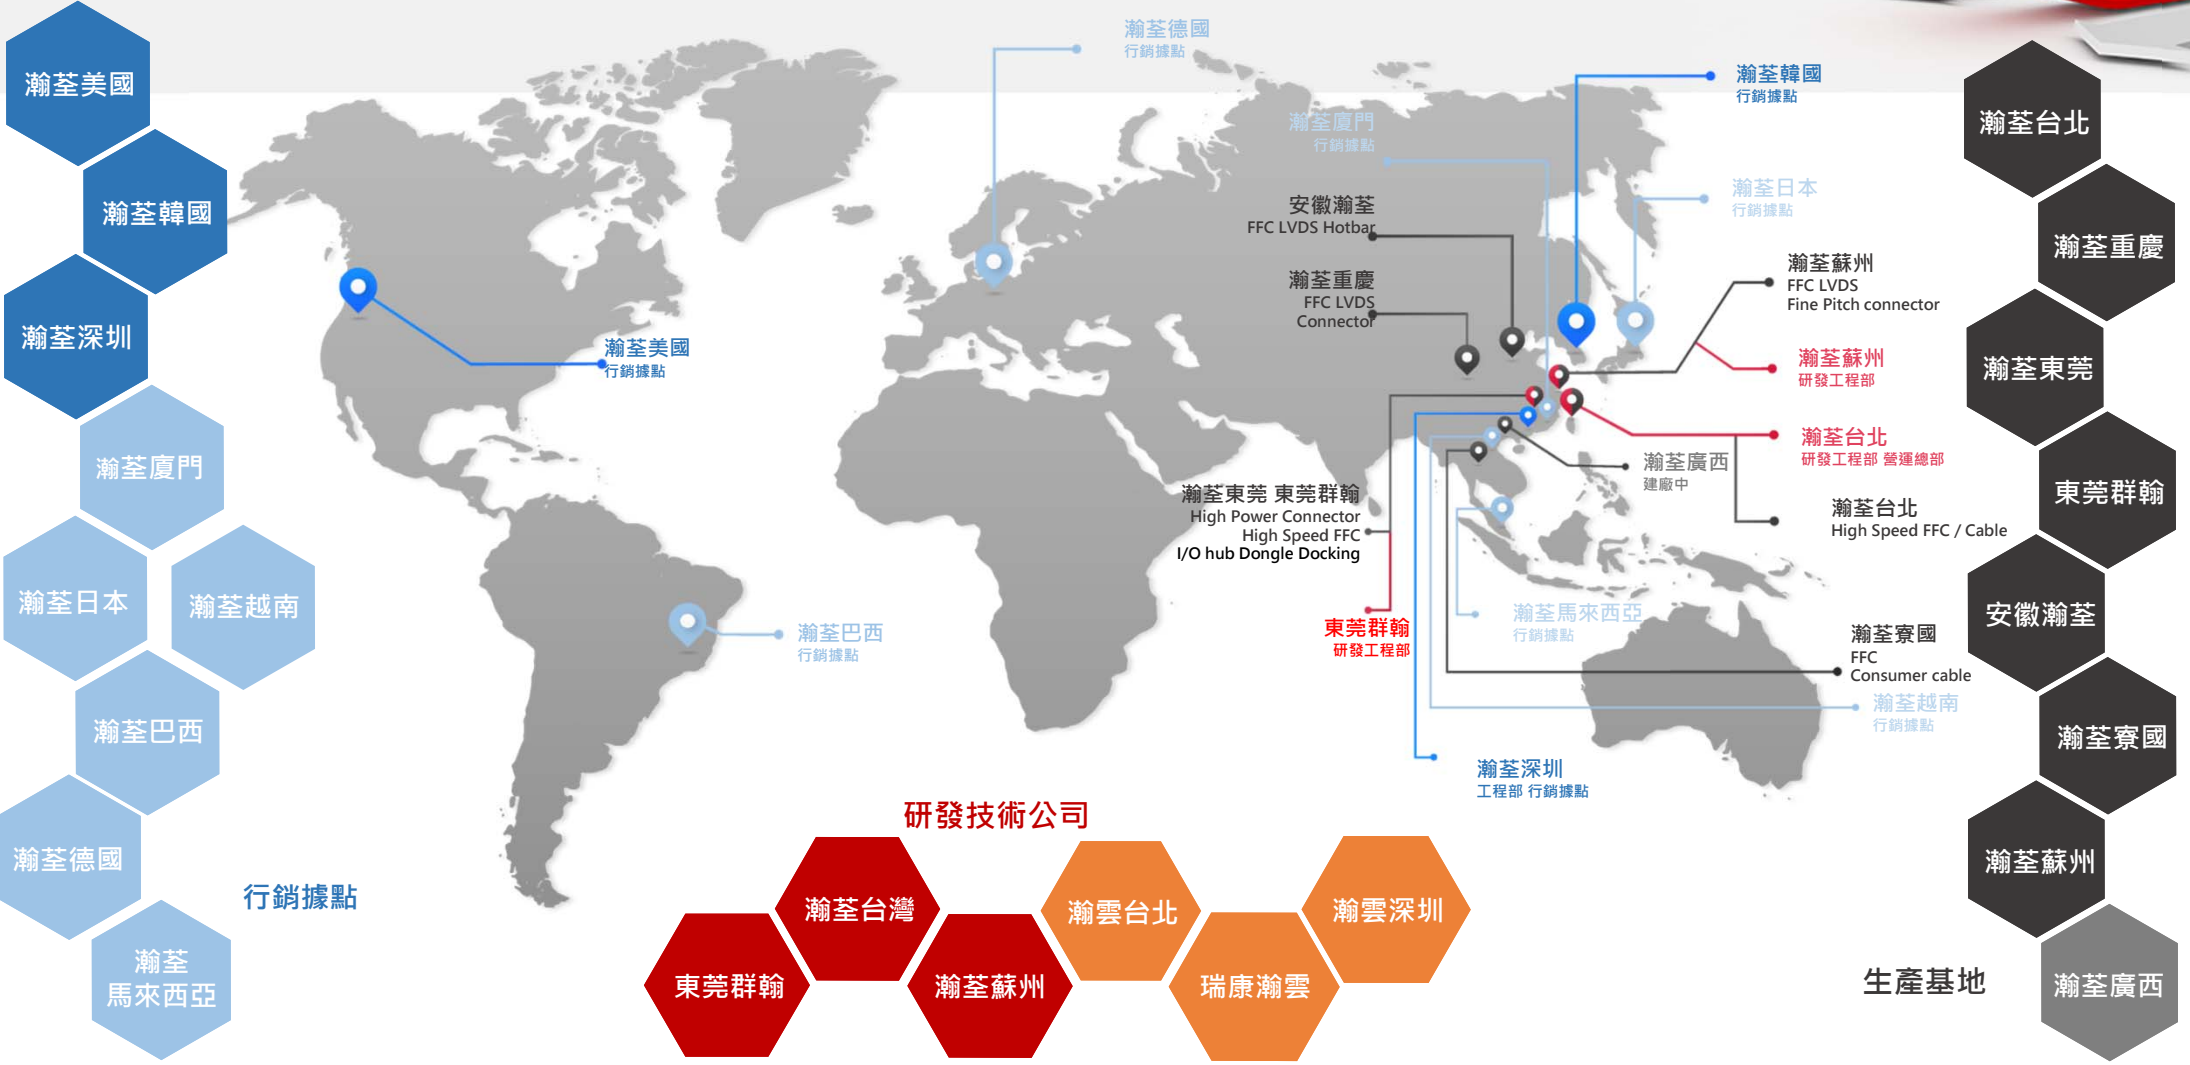 瀚荃美國
瀚荃韓國
瀚荃深圳
瀚荃廈門
瀚荃日本
瀚荃越南
瀚荃巴西
瀚荃德國
瀚荃
馬來西亞
行銷據點
瀚荃德國
行銷據點
瀚荃韓國
行銷據點
瀚荃廈門
行銷據點
瀚荃日本
行銷據點
安徽瀚荃
FFC LVDS Hotbar
瀚荃重慶
FFC LVDS
Connector
瀚荃蘇州
FFC LVDS
Fine Pitch connector
瀚荃蘇州
研發工程部
瀚荃美國
行銷據點
瀚荃台北
研發工程部 營運總部
瀚荃廣西
建廠中
瀚荃台北
High Speed FFC / Cable
瀚荃東莞 東莞群翰
High Power Connector
High Speed FFC
I/O hub Dongle Docking
東莞群翰
研發工程部
瀚荃馬來西亞
行銷據點
瀚荃巴西
行銷據點
瀚荃寮國
FFC
Consumer cable
瀚荃越南
行銷據點
瀚荃深圳
工程部 行銷據點
研發技術公司
東莞群翰
瀚荃台灣
瀚荃蘇州
瀚雲台北
瑞康瀚雲
瀚雲深圳
瀚荃台北
瀚荃重慶
瀚荃東莞
東莞群翰
安徽瀚荃
瀚荃寮國
瀚荃蘇州
瀚荃廣西
生產基地